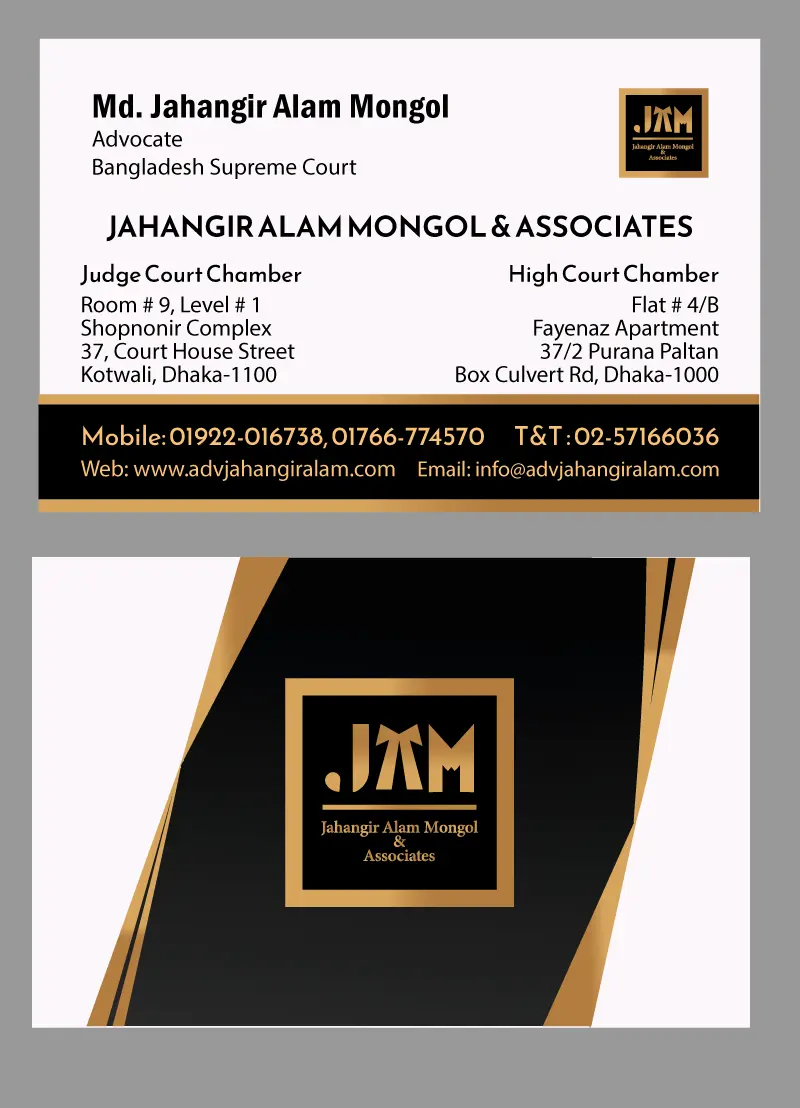 Md. Jahangir Alam Mongol
Advocate
Bangladesh Supreme Court
JAM
Jahangir Alam Mongol
&
Associates
JAHANGIR ALAM MONGOL & ASSOCIATES
Judge Court Chamber
Room # 9, Level # 1
Shopnonir Complex
37, Court House Street
Kotwali, Dhaka-1100
High Court Chamber
Flat # 4/B
Fayenaz Apartment
37/2 Purana Paltan
Box Culvert Rd, Dhaka-1000
Mobile: 01922-016738, 01766-774570 T&T : 02-57166036
Web: www.advjahangiralam.com Email: info@advjahangiralam.com
JAM
Jahangir Alam Mongol
&
Associates